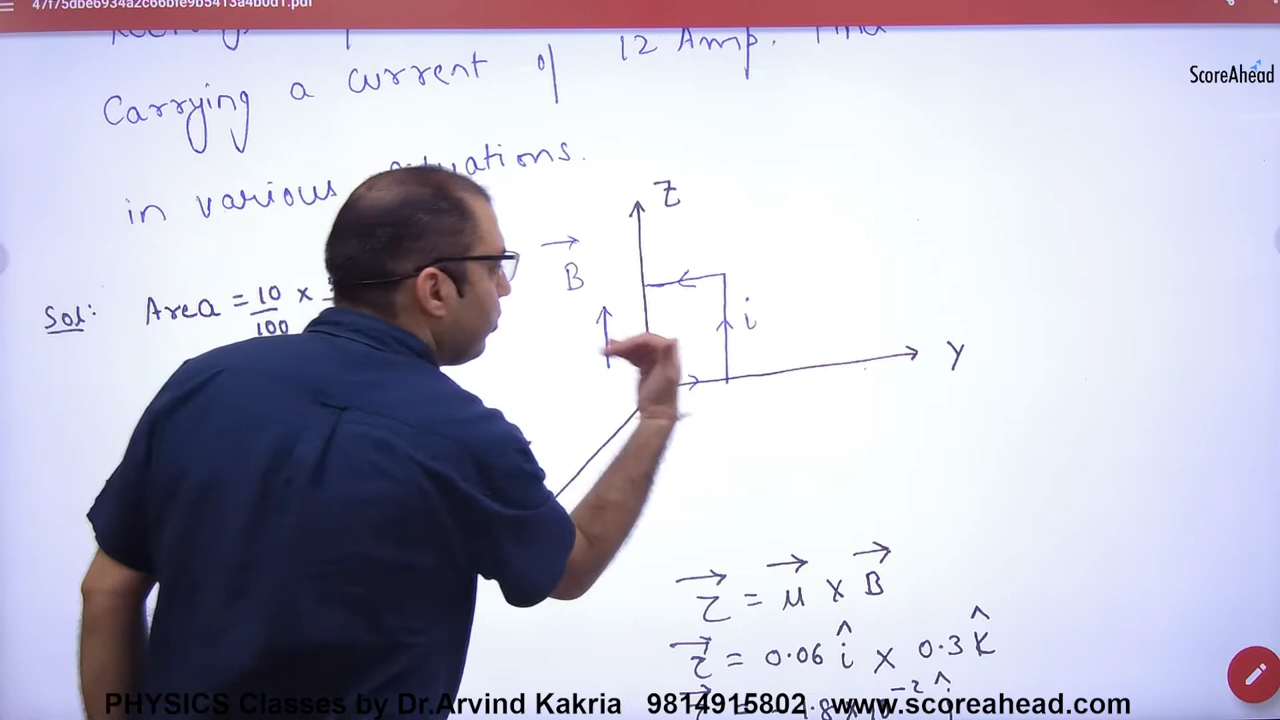 47f75dbe6934a2c66bfe9b5413a4b0d1.pdf
ScoreAhead
12 Amp. Find
Carrying a current of
in various situations.
Z
B
Sol: Area = 10/100 ×
i
Y
τ⃗ = μ⃗ × B⃗
τ⃗ = 0.06 î × 0.3 k̂
PHYSICS Classes by Dr.Arvind Kakria 9814915802 www.scoreahead.com